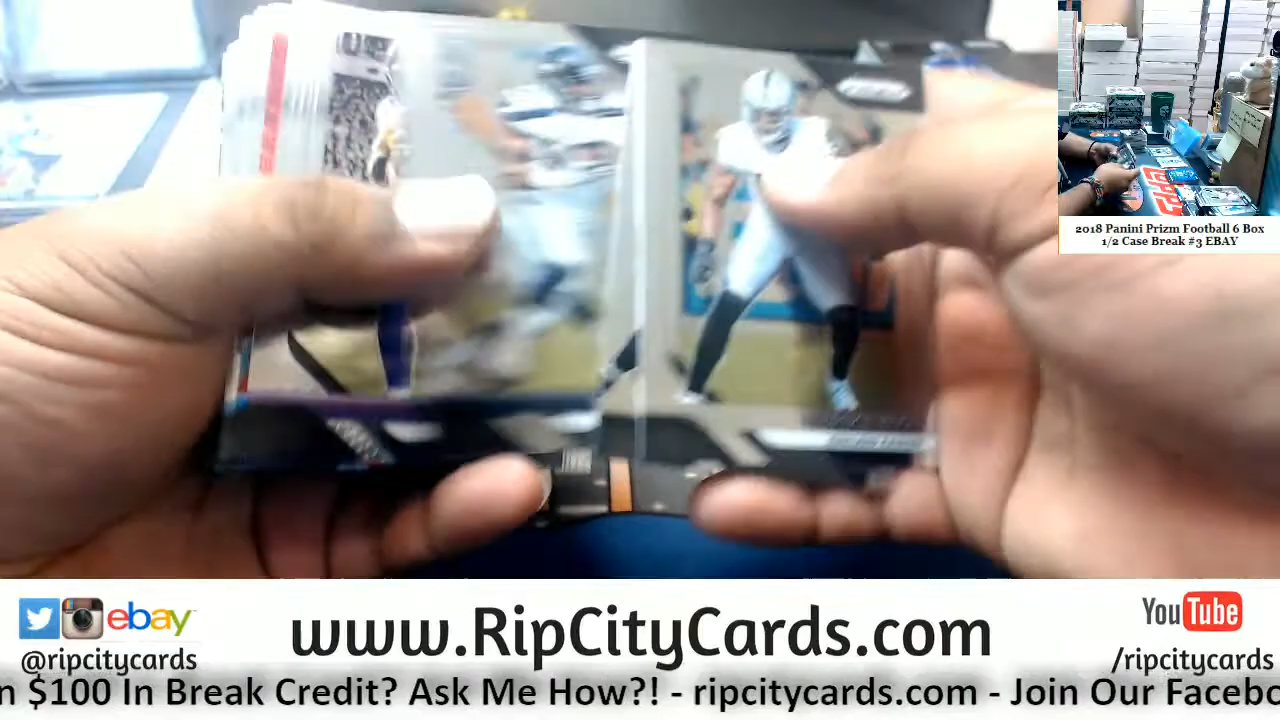 2018 Panini Prizm Football 6 Box
1/2 Case Break #3 EBAY
ebay
www.RipCityCards.com
YouTube
@ripcitycards
/ripcitycards
n $100 In Break Credit? Ask Me How?! - ripcitycards.com - Join Our Facebo